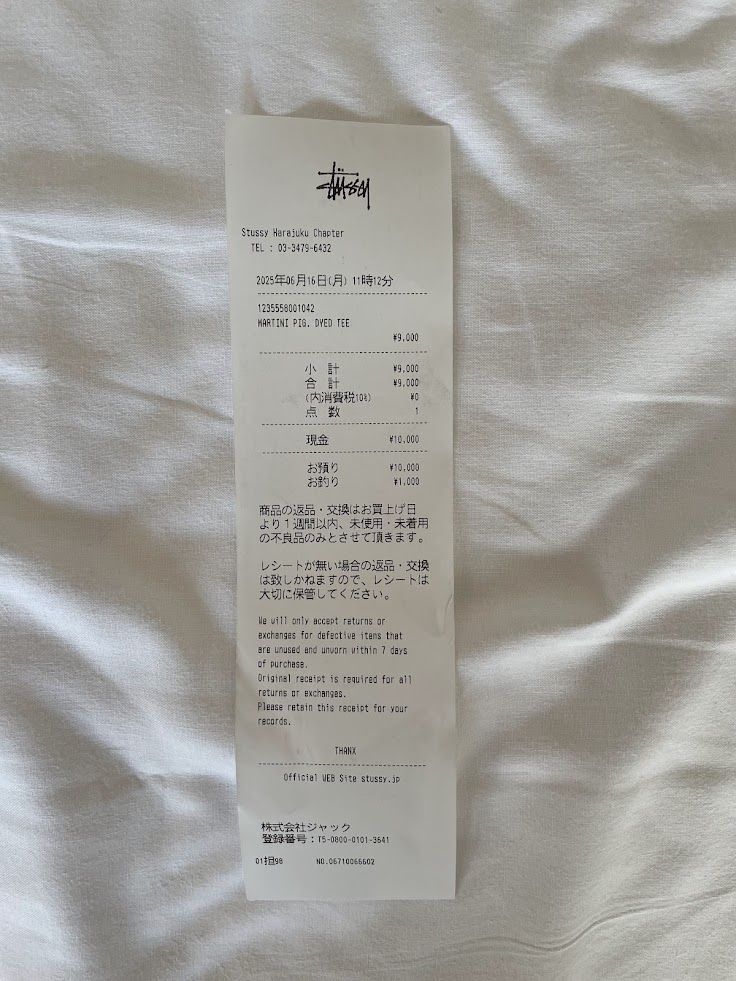 Stüssy
Stussy Harajuku Chapter
TEL : 03-3479-6432
2025年06月16日(月) 11時12分
1235558001042
MARTINI PIG. DYED TEE
¥9,000
小 計 ¥9,000
合 計 ¥9,000
(内消費税10%) ¥0
点 数 1
現金 ¥10,000
お預り ¥10,000
お釣り ¥1,000
商品の返品・交換はお買上げ日
より1週間以内、未使用・未着用
の不良品のみとさせて頂きます。
レシートが無い場合の返品・交換
は致しかねますので、レシートは
大切に保管してください。
We will only accept returns or
exchanges for defective items that
are unused and unworn within 7 days
of purchase.
Original receipt is required for all
returns or exchanges.
Please retain this receipt for your
records.
THANX
Official WEB Site stussy.jp
株式会社ジャック
登録番号：T5-0800-0101-3641
NO.06710066602